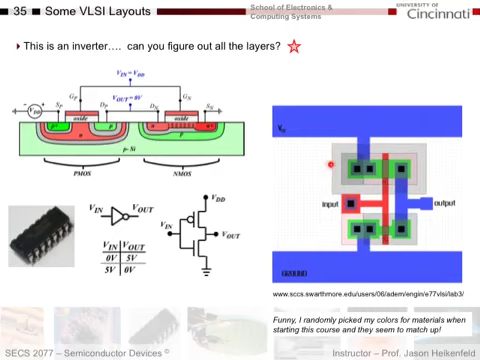 35 Some VLSI Layouts
School of Electronics &
Computing Systems
UNIVERSITY OF
Cincinnati
This is an inverter…. can you figure out all the layers?
VIN = VDD
VOUT = 0V
VDD
SP
GP
DP
DN
GN
SN
oxide
oxide
p
p
n
n+
p
p- Si
PMOS
NMOS
VIN
VOUT
VIN VOUT
0V 5V
5V 0V
VDD
VIN
VOUT
input
output
GROUND
www.sccs.swarthmore.edu/users/06/adem/engin/e77vlsi/lab3/
Funny, I randomly picked my colors for materials when
starting this course and they seem to match up!
SECS 2077 – Semiconductor Devices ©
Instructor – Prof. Jason Heikenfeld